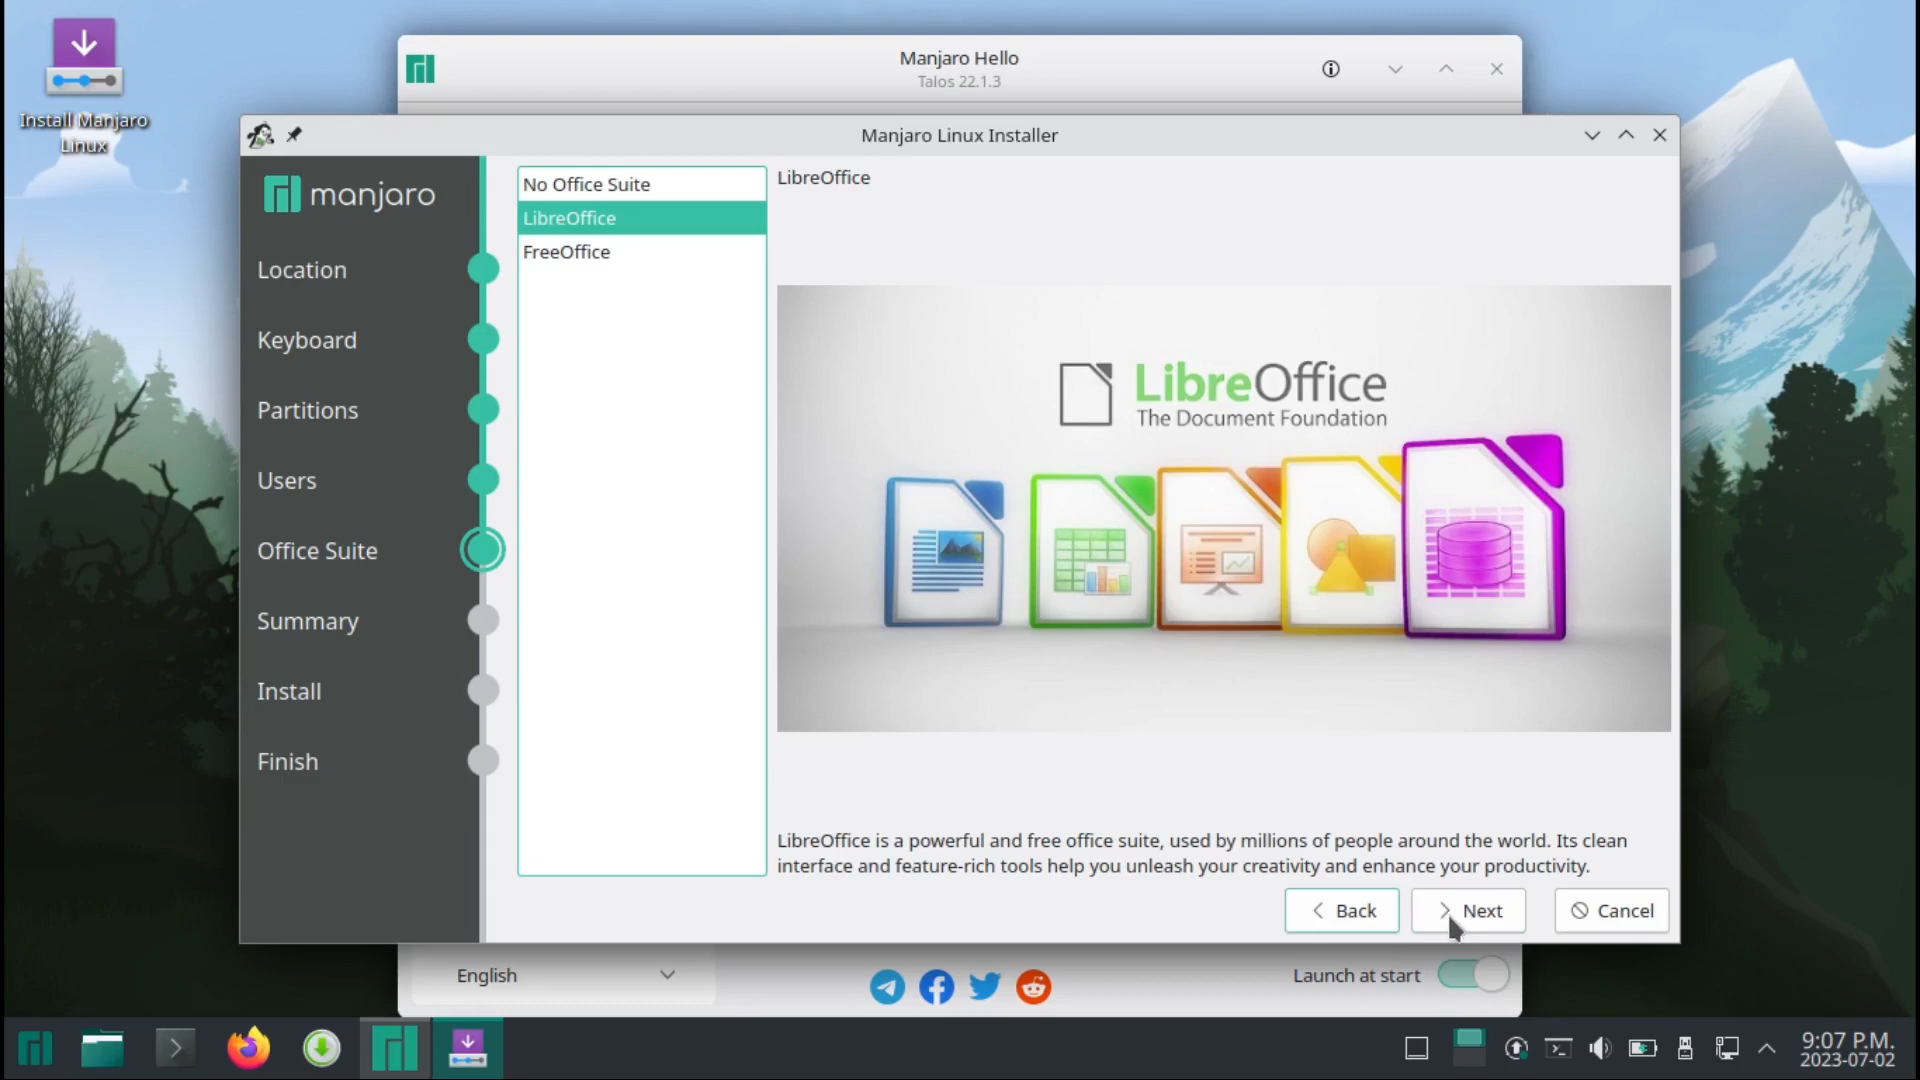 Install Manjaro
Linux
Manjaro Hello
Talos 22.1.3
Manjaro Linux Installer
manjaro
Location
Keyboard
Partitions
Users
Office Suite
Summary
Install
Finish
No Office Suite
LibreOffice
FreeOffice
LibreOffice
LibreOffice
The Document Foundation
LibreOffice is a powerful and free office suite, used by millions of people around the world. Its clean
interface and feature-rich tools help you unleash your creativity and enhance your productivity.
Back
Next
Cancel
English
Launch at start
9:07 P.M.
2023-07-02